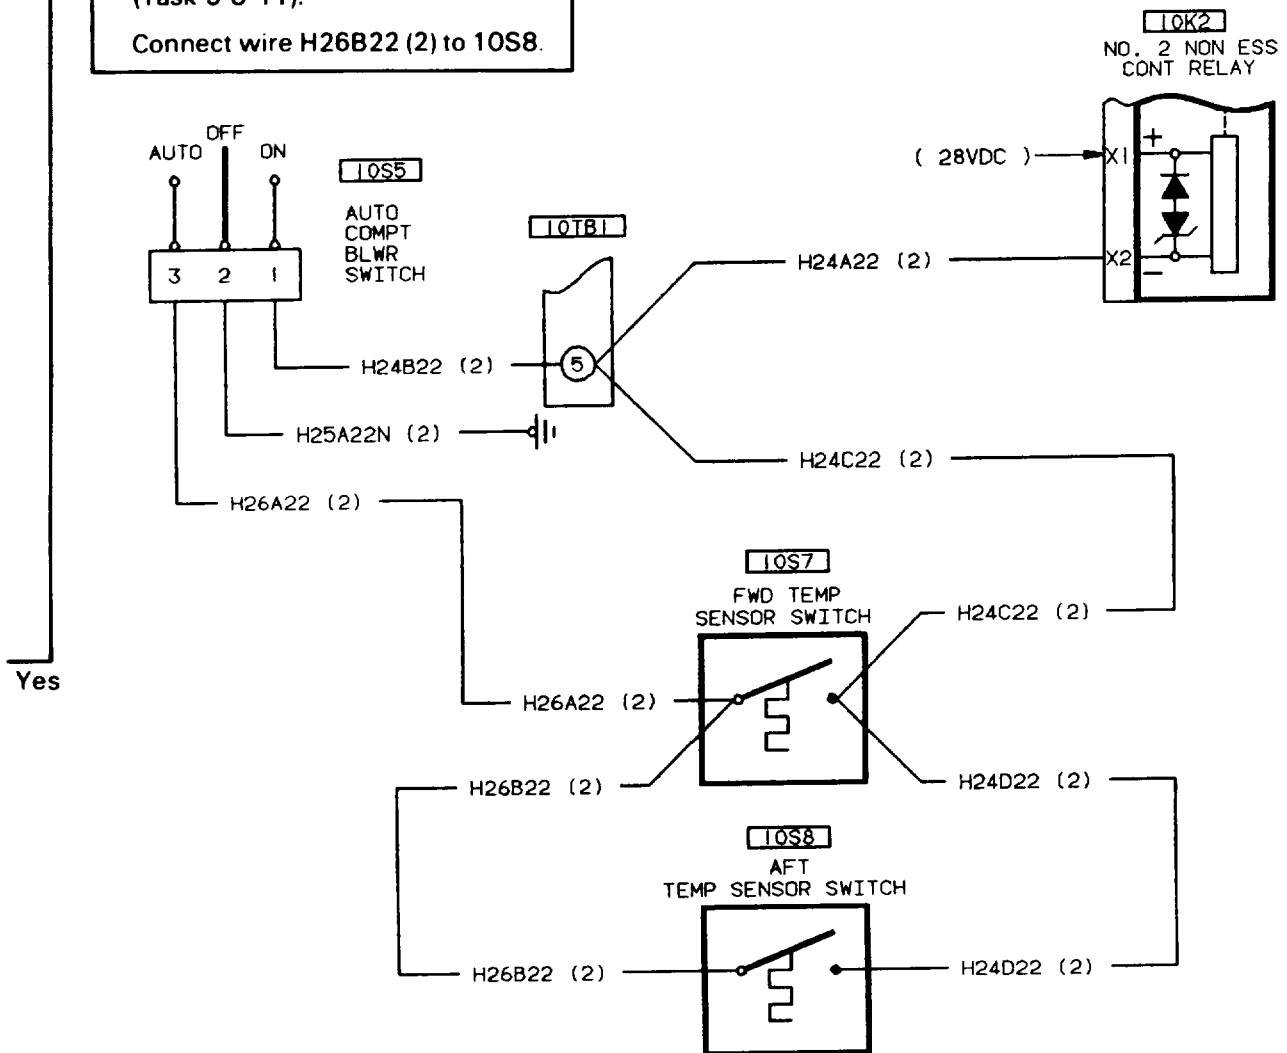 Connect wire H26B22 (2) to 10S8.
10K2
NO. 2 NON ESS
CONT RELAY
AUTO
OFF
ON
10S5
AUTO
COMPT
BLWR
SWITCH
3
2
1
10TB1
5
( 28VDC )
X1
+
X2
−
H24A22 (2)
H24B22 (2)
H25A22N (2)
H24C22 (2)
H26A22 (2)
10S7
FWD TEMP
SENSOR SWITCH
H24C22 (2)
Yes
H26A22 (2)
H26B22 (2)
H24D22 (2)
10S8
AFT
TEMP SENSOR SWITCH
H26B22 (2)
H24D22 (2)